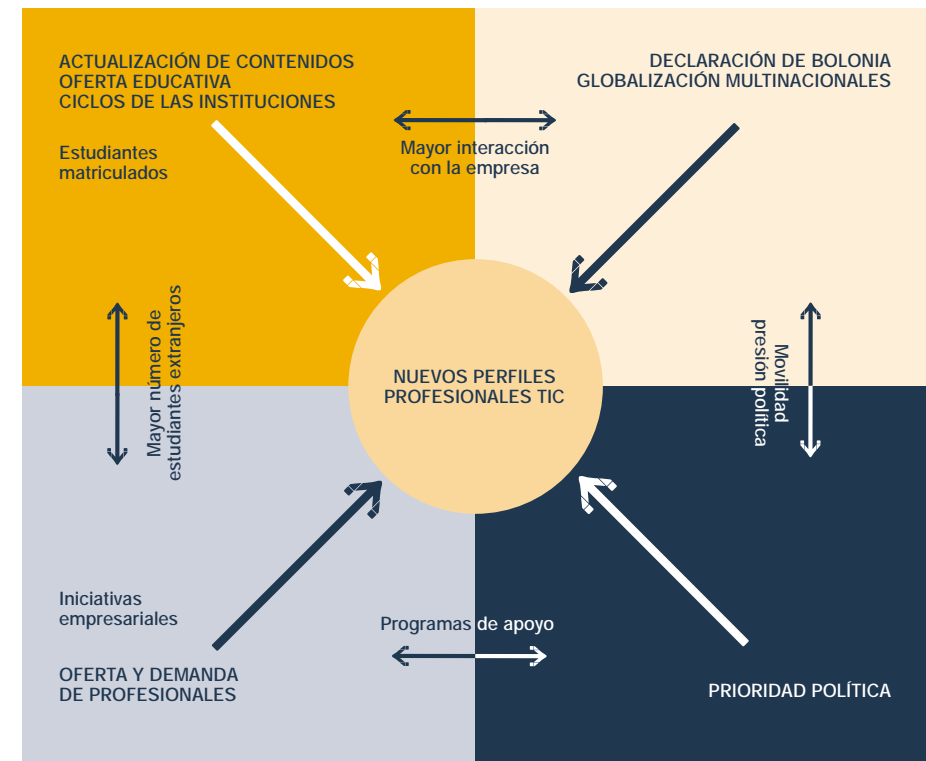 ACTUALIZACIÓN DE CONTENIDOS
OFERTA EDUCATIVA
CICLOS DE LAS INSTITUCIONES
Estudiantes
matriculados
DECLARACIÓN DE BOLONIA
GLOBALIZACIÓN MULTINACIONALES
Mayor interacción
con la empresa
Mayor número de
estudiantes extranjeros
NUEVOS PERFILES
PROFESIONALES TIC
Movilidad
presión política
Iniciativas
empresariales
OFERTA Y DEMANDA
DE PROFESIONALES
Programas de apoyo
PRIORIDAD POLÍTICA